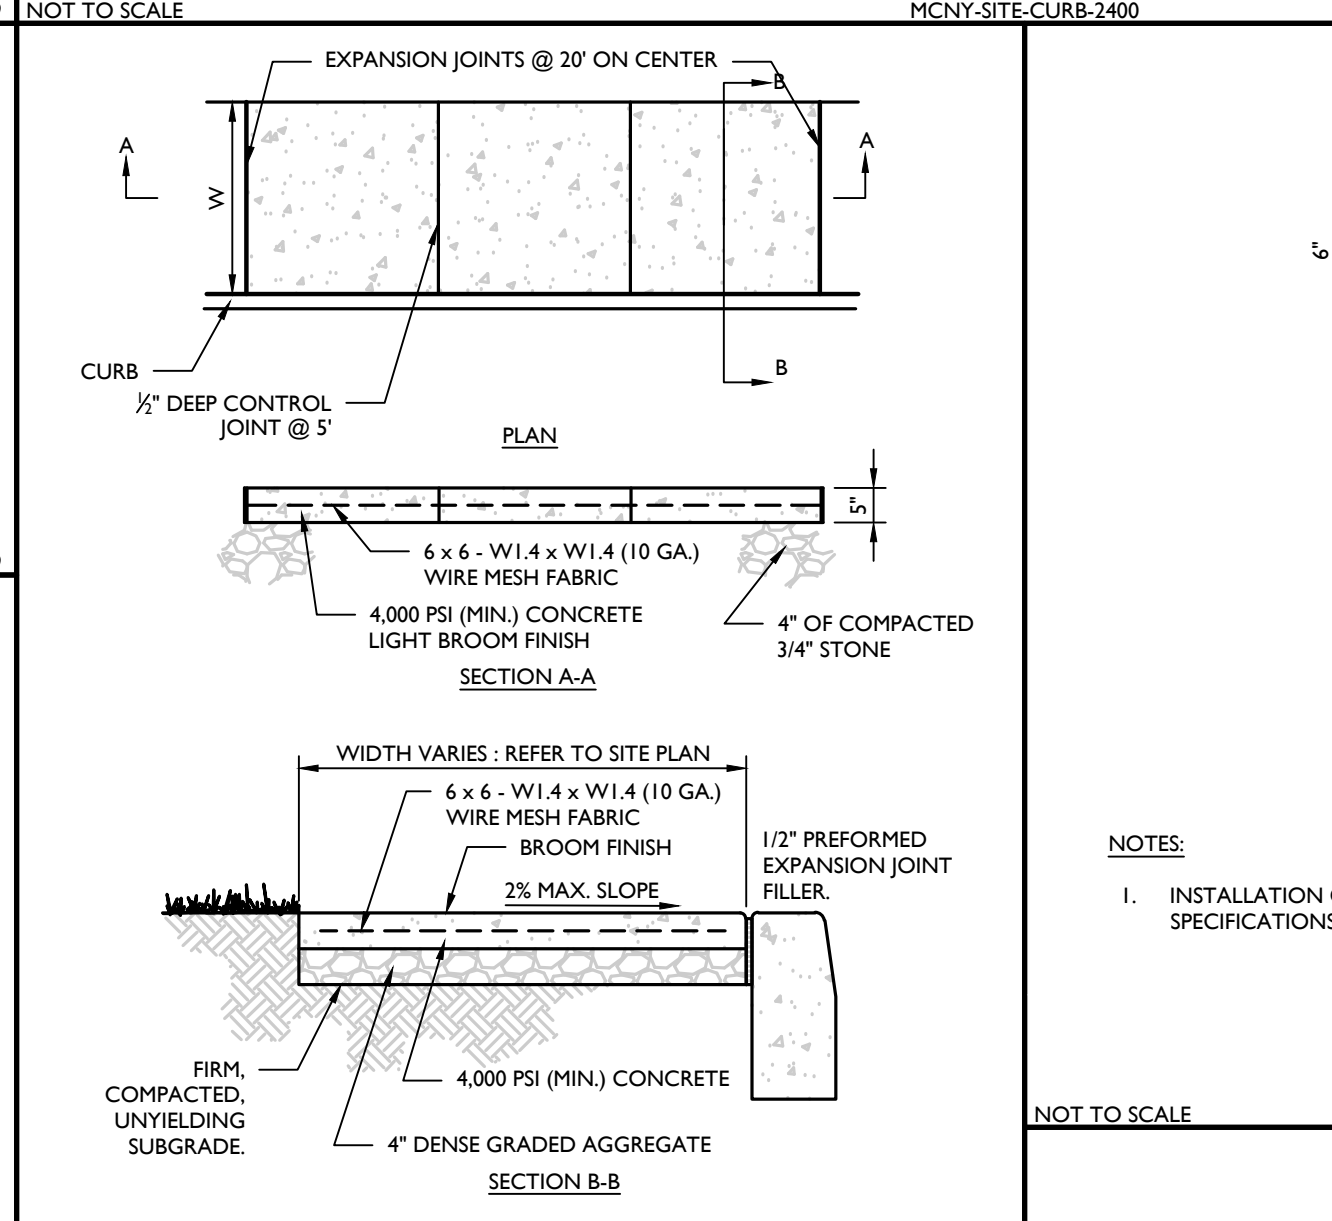 NOT TO SCALE
MCNY-SITE-CURB-2400
EXPANSION JOINTS @ 20' ON CENTER
B
A
A
W
6"
CURB
B
½" DEEP CONTROL
JOINT @ 5'
PLAN
5"
6 x 6 - W1.4 x W1.4 (10 GA.)
WIRE MESH FABRIC
4,000 PSI (MIN.) CONCRETE
LIGHT BROOM FINISH
4" OF COMPACTED
3/4" STONE
SECTION A-A
WIDTH VARIES : REFER TO SITE PLAN
6 x 6 - W1.4 x W1.4 (10 GA.)
WIRE MESH FABRIC
BROOM FINISH
2% MAX. SLOPE
1/2" PREFORMED
EXPANSION JOINT
FILLER.
FIRM,
COMPACTED,
UNYIELDING
SUBGRADE.
4,000 PSI (MIN.) CONCRETE
4" DENSE GRADED AGGREGATE
SECTION B-B
NOTES:
1. INSTALLATION
SPECIFICATIONS
NOT TO SCALE